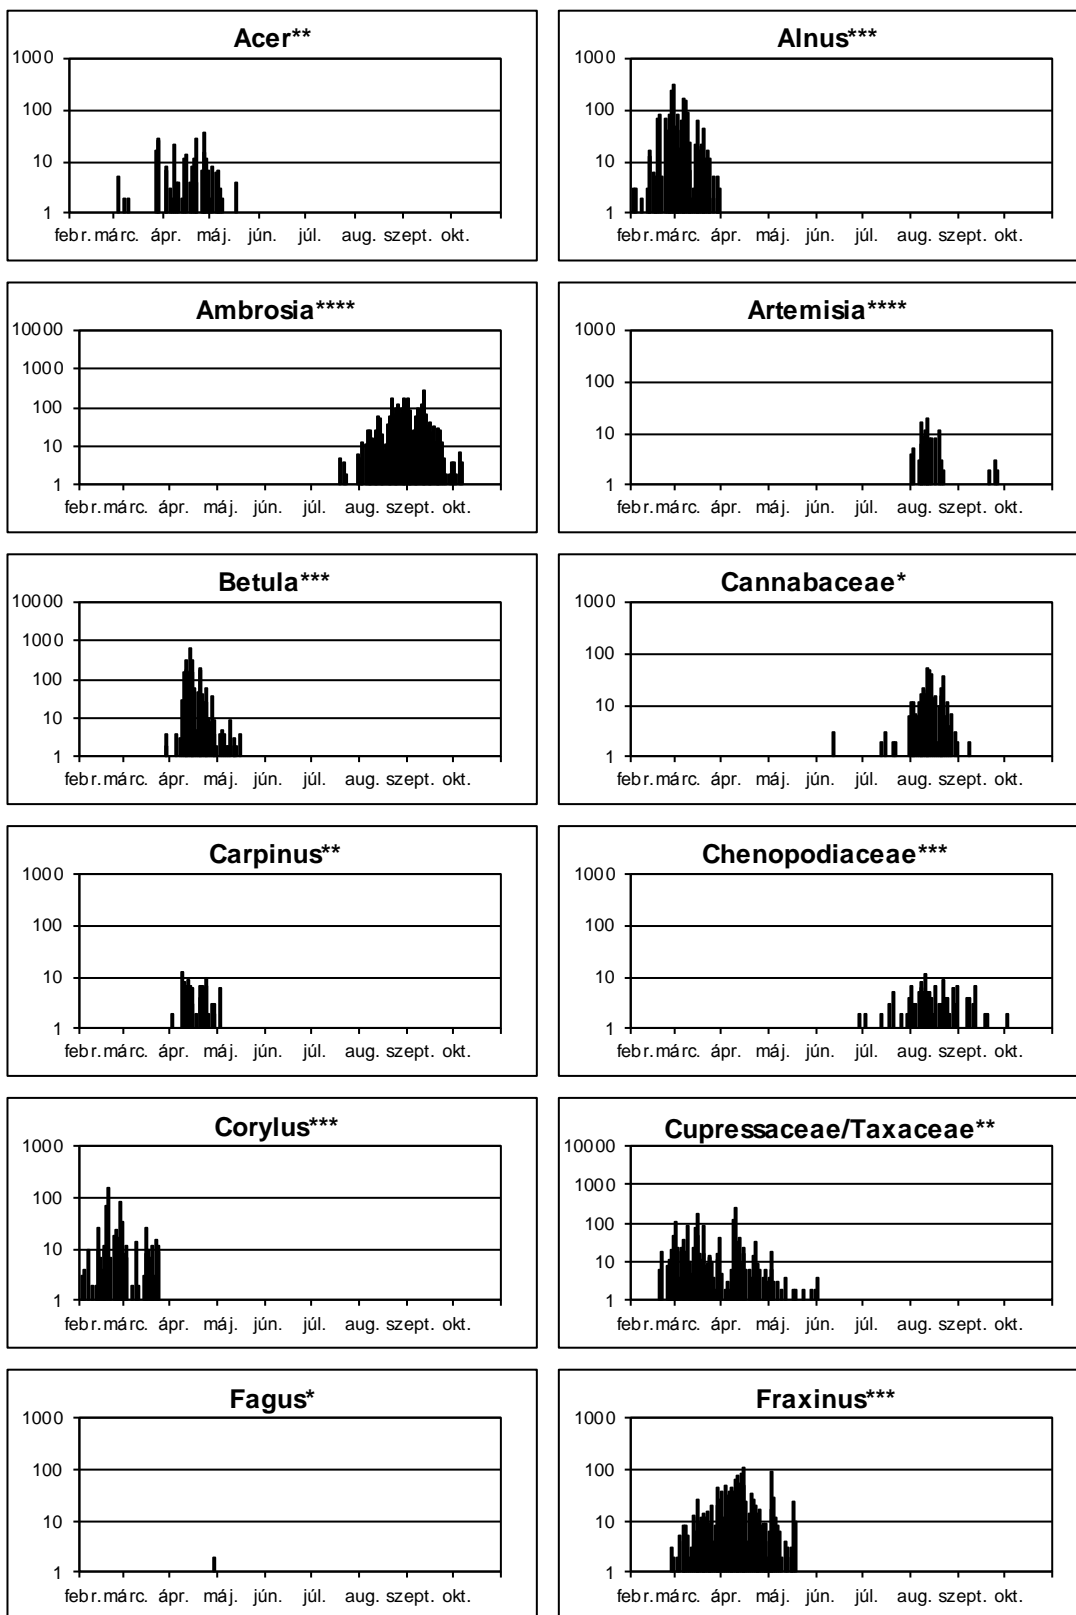 Acer**
1000
100
10
1
febr. márc. ápr. máj. jún. júl. aug. szept. okt.
Alnus***
1000
100
10
1
febr. márc. ápr. máj. jún. júl. aug. szept. okt.
Ambrosia****
10000
1000
100
10
1
febr. márc. ápr. máj. jún. júl. aug. szept. okt.
Artemisia****
1000
100
10
1
febr. márc. ápr. máj. jún. júl. aug. szept. okt.
Betula***
10000
1000
100
10
1
febr. márc. ápr. máj. jún. júl. aug. szept. okt.
Cannabaceae*
1000
100
10
1
febr. márc. ápr. máj. jún. júl. aug. szept. okt.
Carpinus**
1000
100
10
1
febr. márc. ápr. máj. jún. júl. aug. szept. okt.
Chenopodiaceae***
1000
100
10
1
febr. márc. ápr. máj. jún. júl. aug. szept. okt.
Corylus***
1000
100
10
1
febr. márc. ápr. máj. jún. júl. aug. szept. okt.
Cupressaceae/Taxaceae**
10000
1000
100
10
1
febr. márc. ápr. máj. jún. júl. aug. szept. okt.
Fagus*
1000
100
10
1
febr. márc. ápr. máj. jún. júl. aug. szept. okt.
Fraxinus***
1000
100
10
1
febr. márc. ápr. máj. jún. júl. aug. szept. okt.